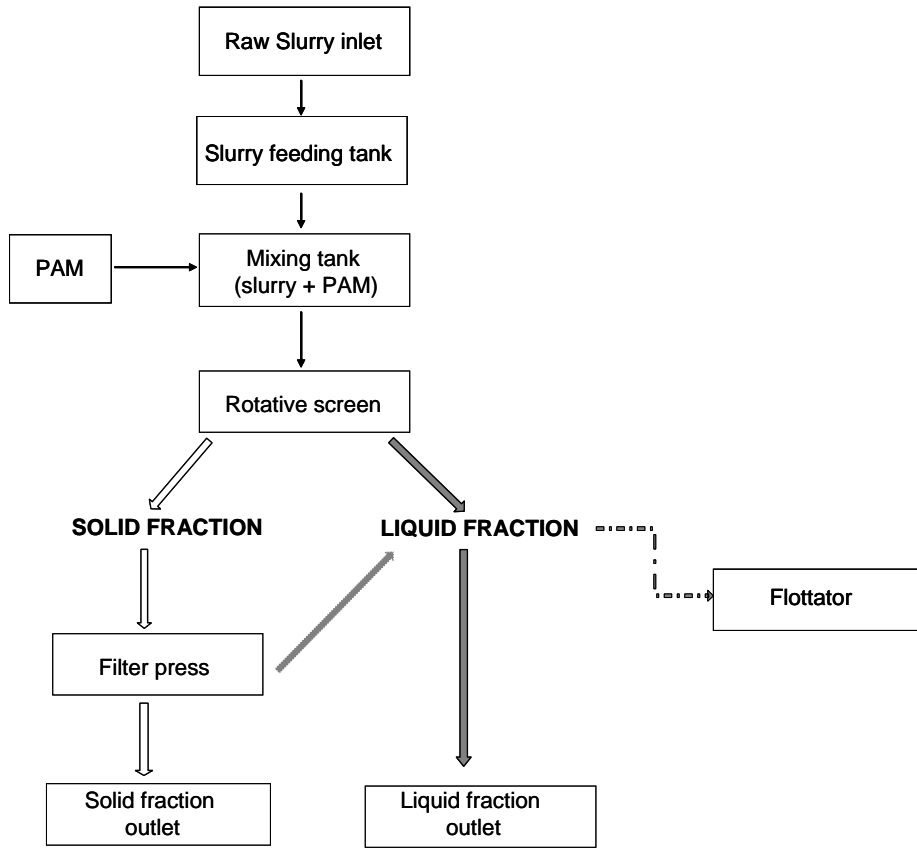 Raw Slurry inlet
Slurry feeding tank
PAM
Mixing tank
(slurry + PAM)
Rotative screen
SOLID FRACTION
LIQUID FRACTION
Flottator
Filter press
Solid fraction
outlet
Liquid fraction
outlet